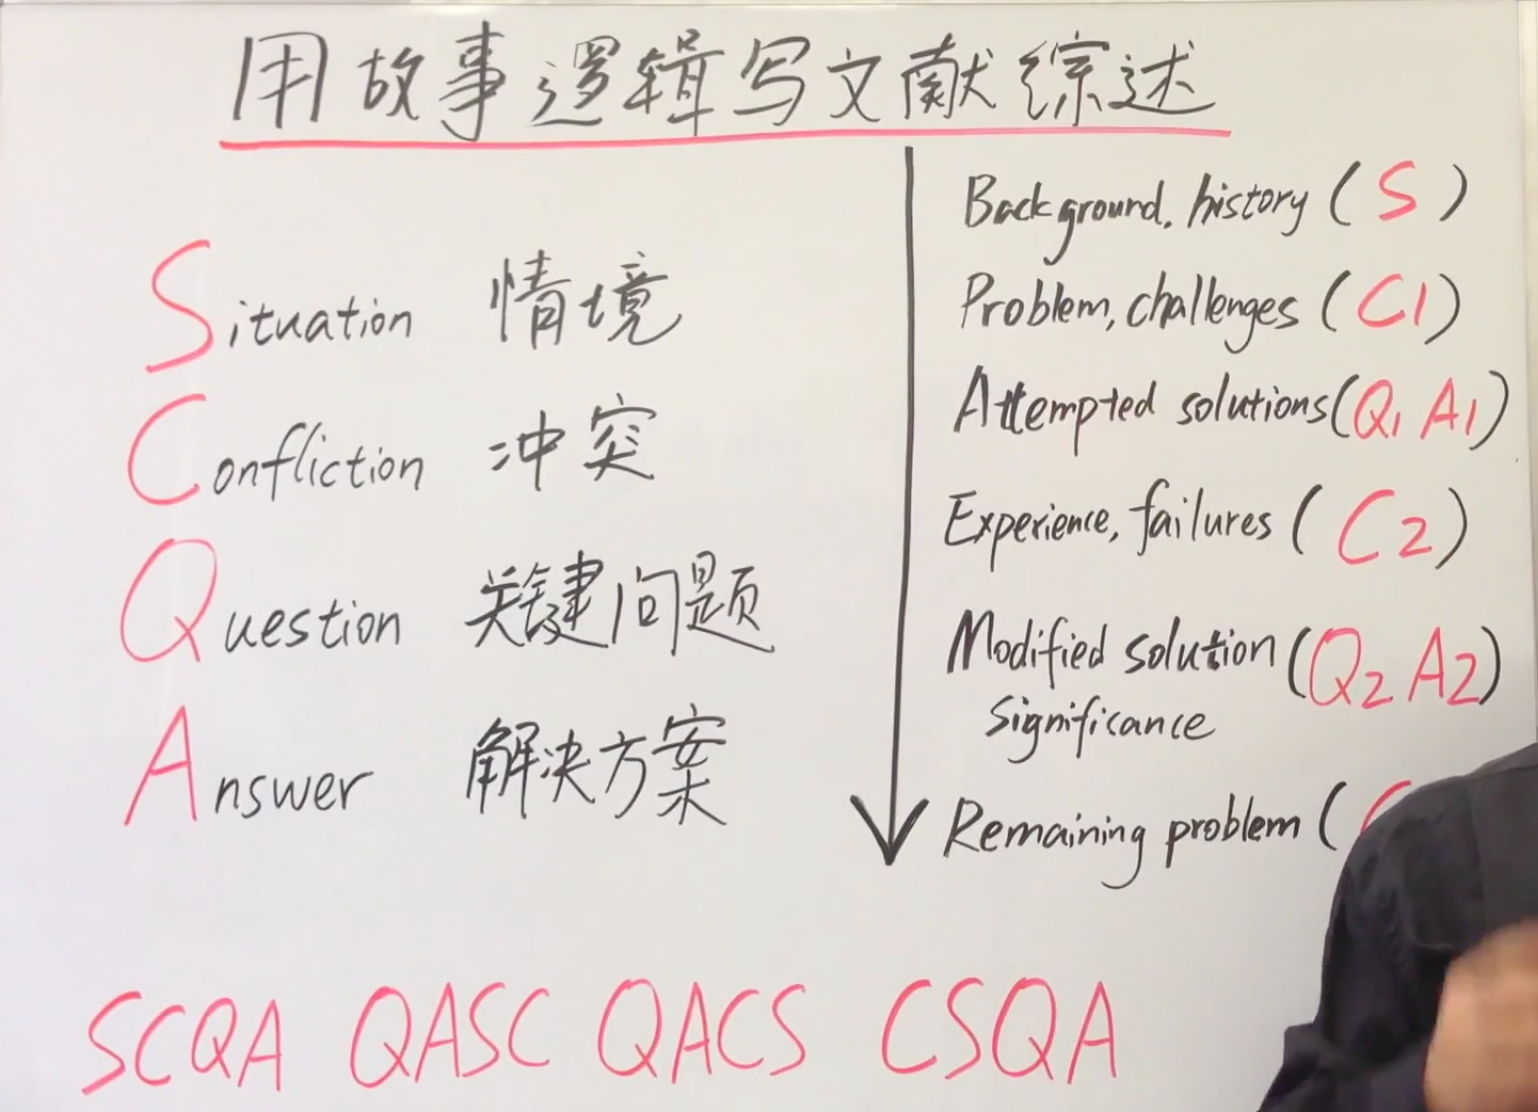 用故事逻辑写文献综述
Situation 情境
Confliction 冲突
Question 关键问题
Answer 解决方案
Background, history (S)
Problem, challenges (C1)
Attempted solutions (Q1 A1)
Experience, failures (C2)
Modified solution (Q2 A2)
Significance
Remaining problem (
SCQA QASC QACS CSQA